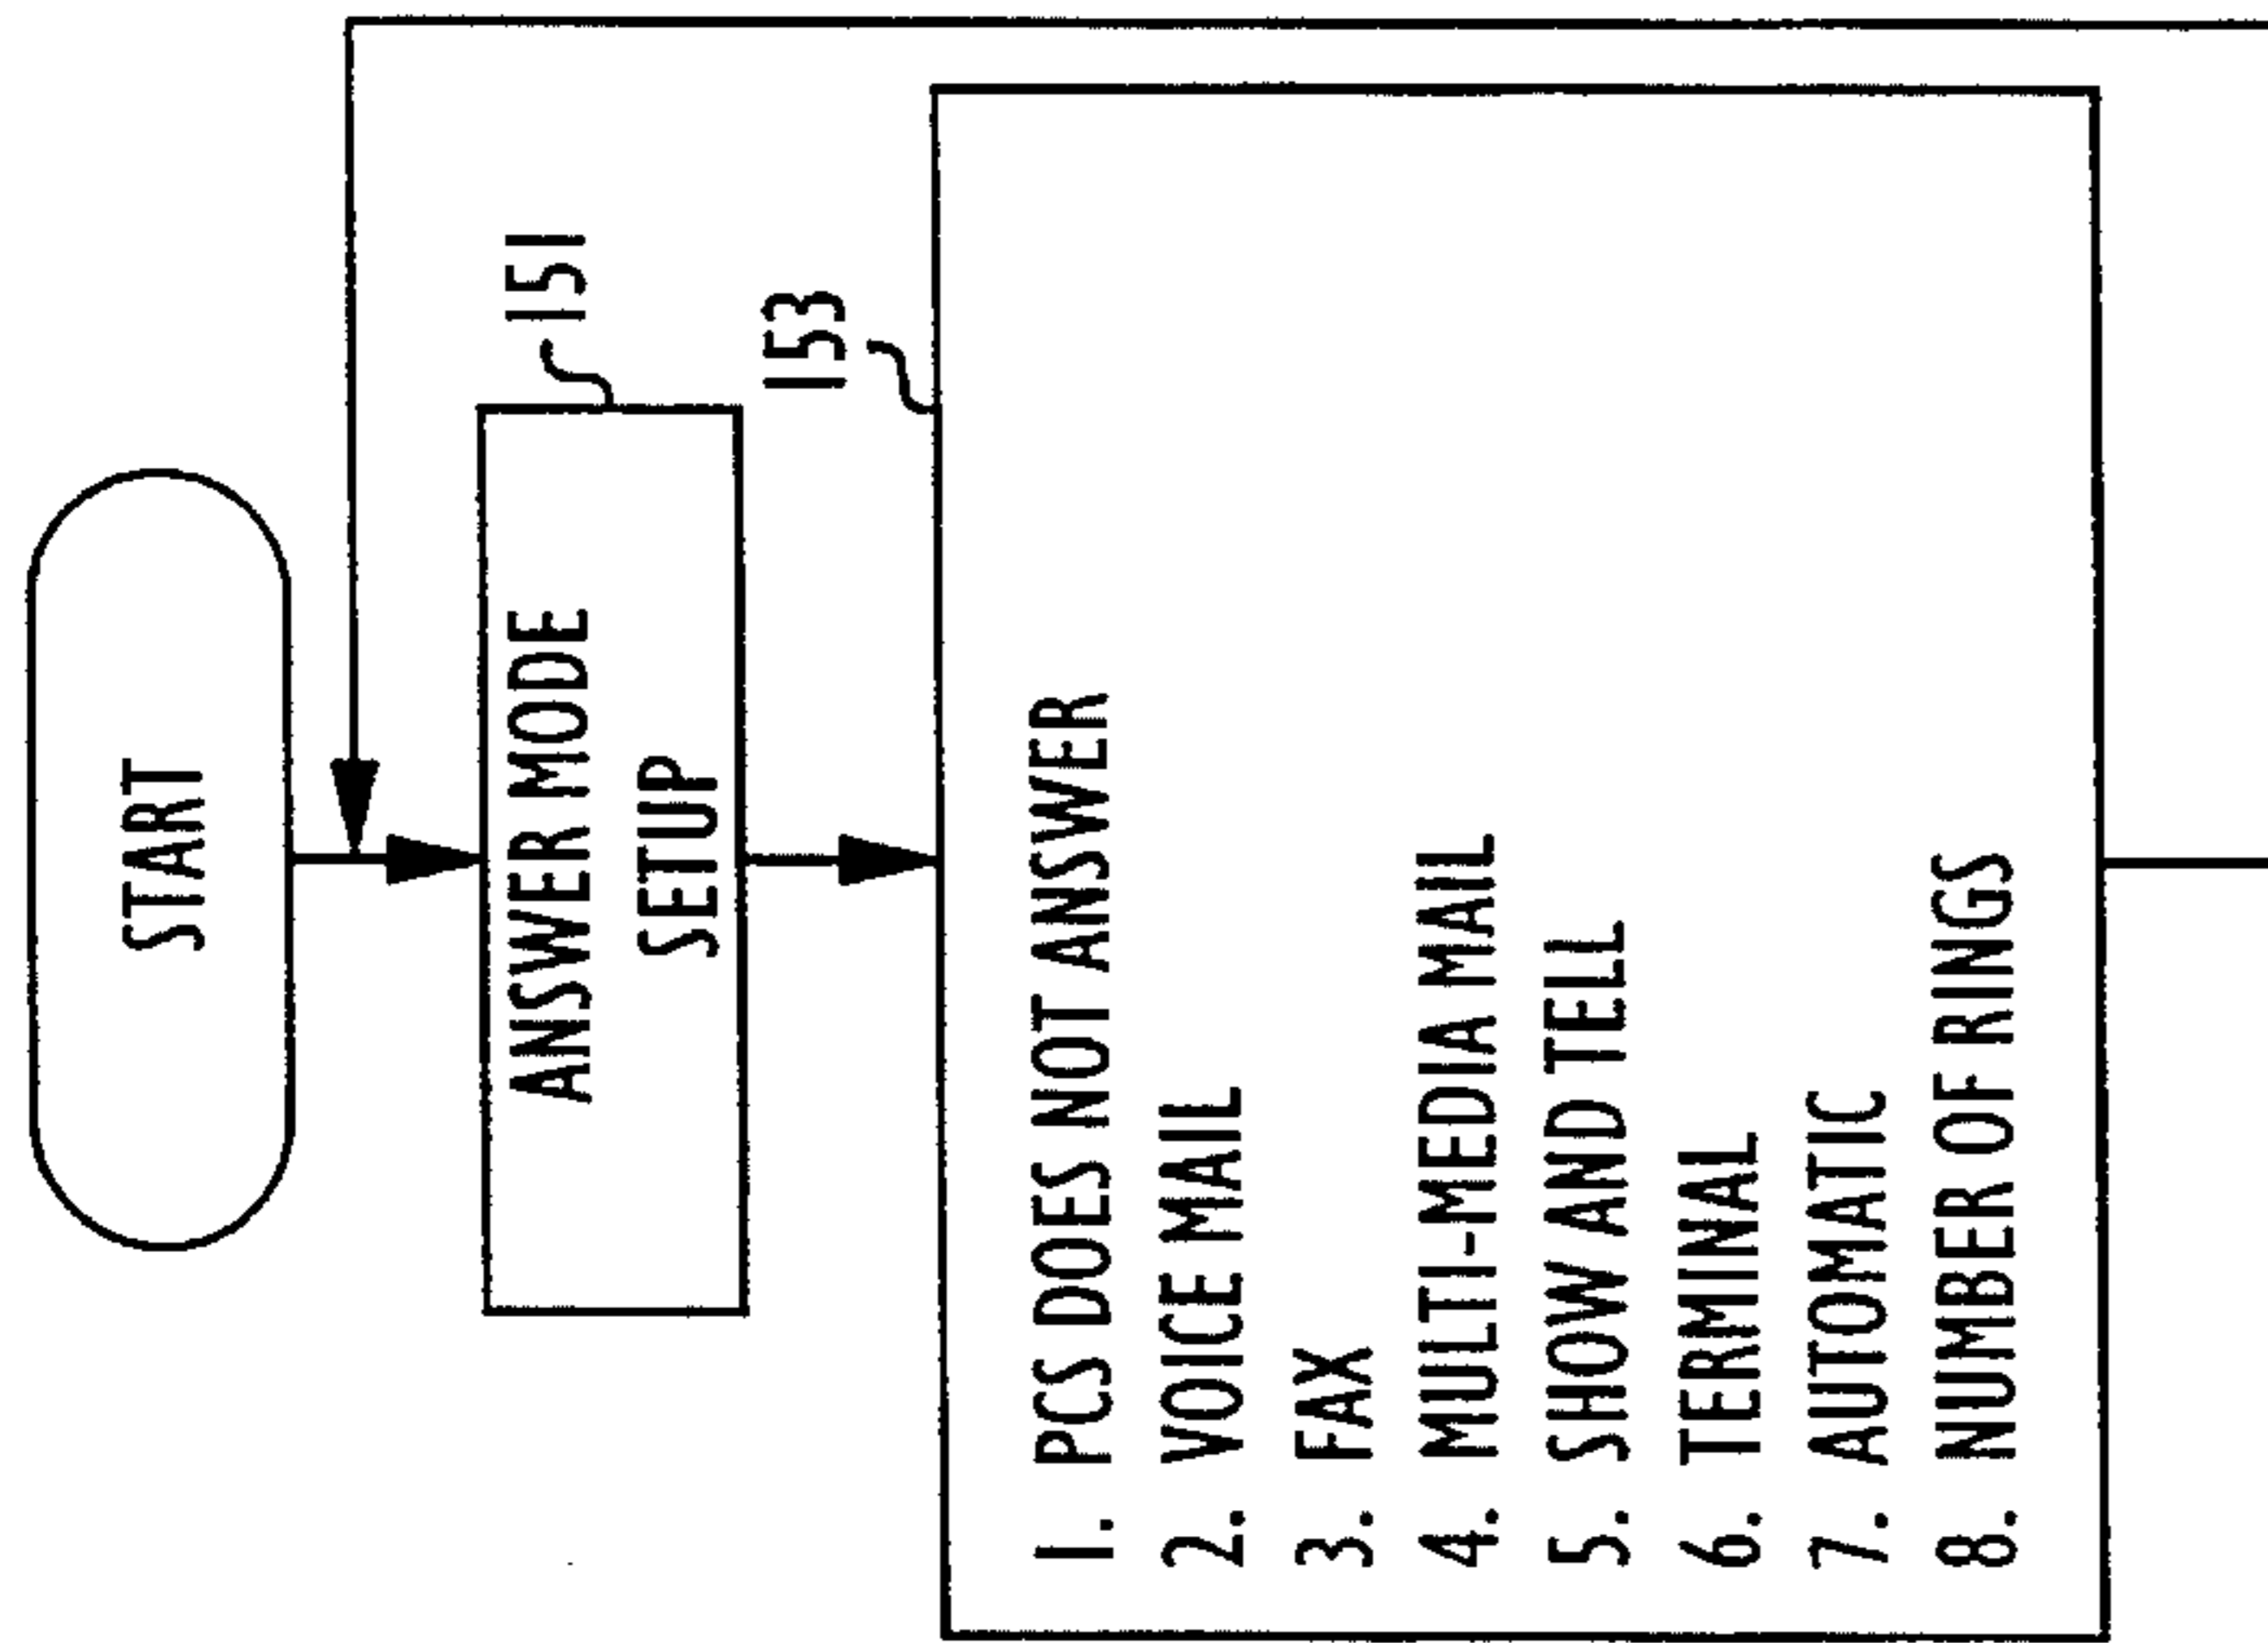 START
151
ANSWER MODE
SETUP
153
1. PCS DOES NOT ANSWER
2. VOICE MAIL
3. FAX
4. MULTI-MEDIA MAIL
5. SHOW AND TELL
6. TERMINAL
7. AUTOMATIC
8. NUMBER OF RINGS